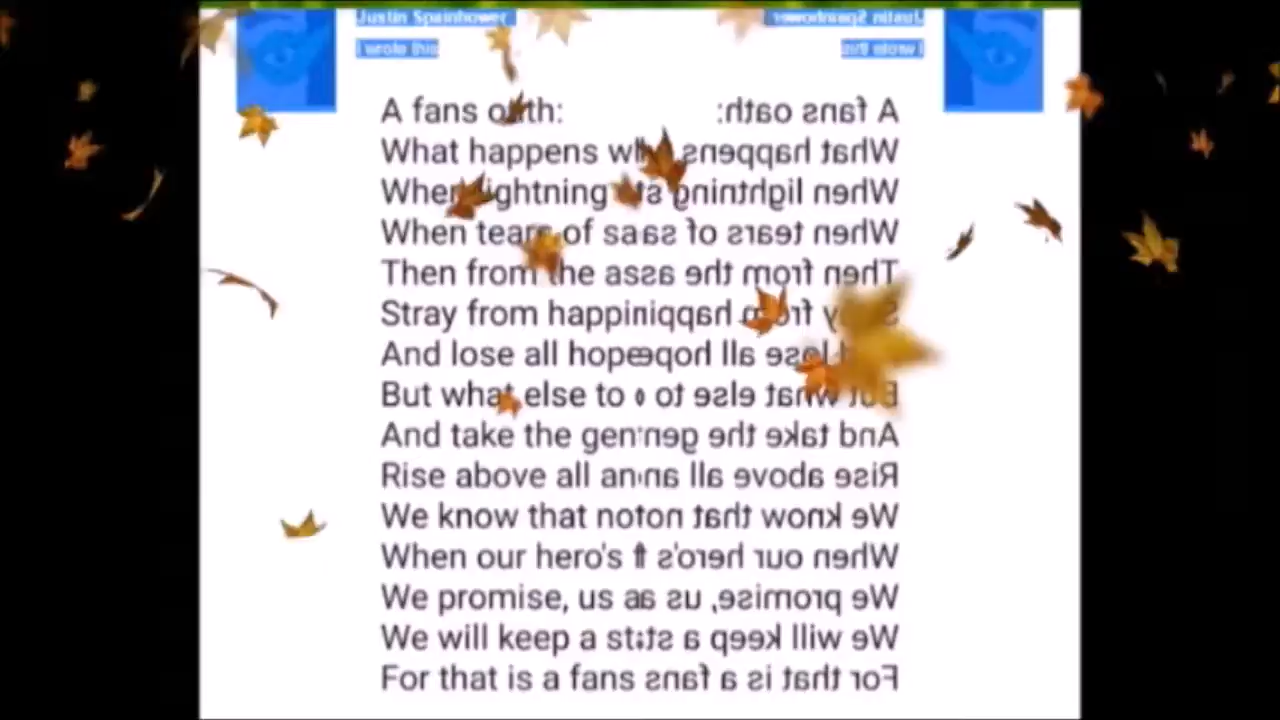 Justin Spainhower
I wrote this
A fans oath:
What happens
When lightning
When tears of sa
Then from the as
Stray from happin
And lose all hope
But what else to
And take the gen
Rise above all an
We know that not
When our hero's
We promise, us a
We will keep a st
For that is a fans